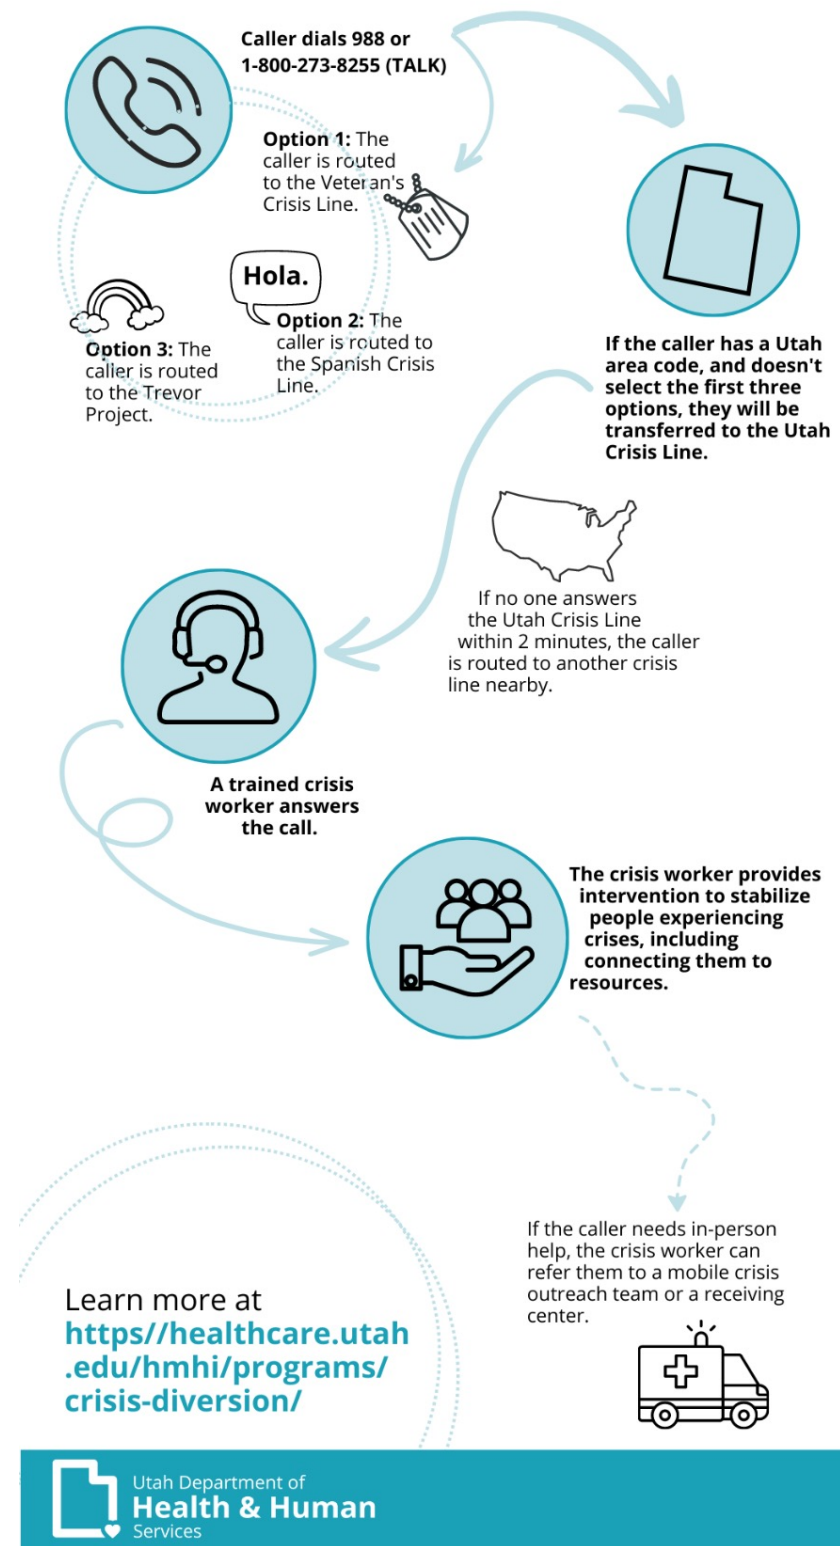 Caller dials 988 or
1-800-273-8255 (TALK)
Option 1: The
caller is routed
to the Veteran's
Crisis Line.
Hola.
Option 2: The
caller is routed to
the Spanish Crisis
Line.
Option 3: The
caller is routed
to the Trevor
Project.
If the caller has a Utah
area code, and doesn't
select the first three
options, they will be
transferred to the Utah
Crisis Line.
If no one answers
the Utah Crisis Line
within 2 minutes, the caller
is routed to another crisis
line nearby.
A trained crisis
worker answers
the call.
The crisis worker provides
intervention to stabilize
people experiencing
crises, including
connecting them to
resources.
If the caller needs in-person
help, the crisis worker can
refer them to a mobile crisis
outreach team or a receiving
center.
Learn more at
https//healthcare.utah
.edu/hmhi/programs/
crisis-diversion/
Utah Department of
Health & Human
Services